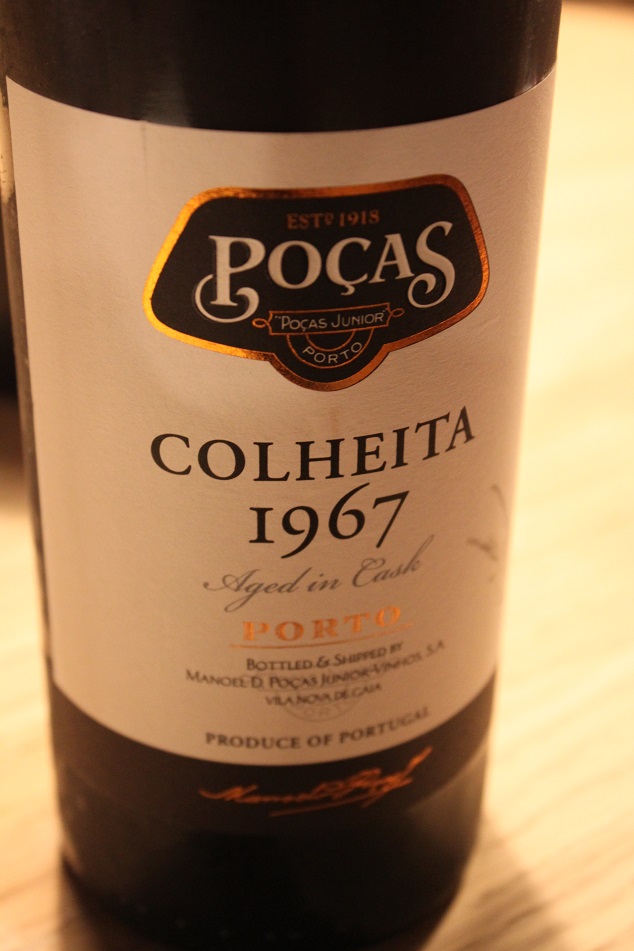 ESTº 1918
POÇAS
"POÇAS JUNIOR"
PORTO
COLHEITA
1967
Aged in Cask
PORTO
BOTTLED & SHIPPED BY
MANOEL D. POÇAS JUNIOR-VINHOS, S.A.
VILA NOVA DE GAIA
PRODUCE OF PORTUGAL